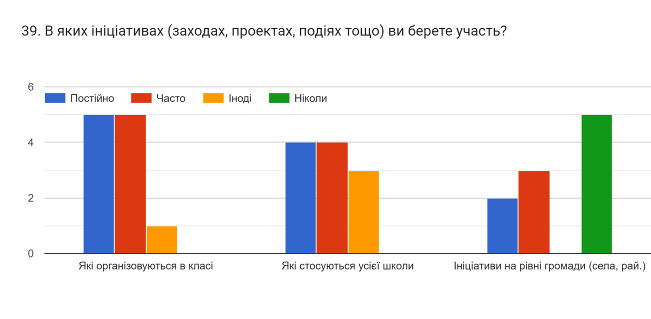 39. В яких ініціативах (заходах, проектах, подіях тощо) ви берете участь?
6
Постійно Часто Іноді Ніколи
4
2
0
Які організовуються в класі Які стосуються усієї школи Ініціативи на рівні громади (села, рай.)